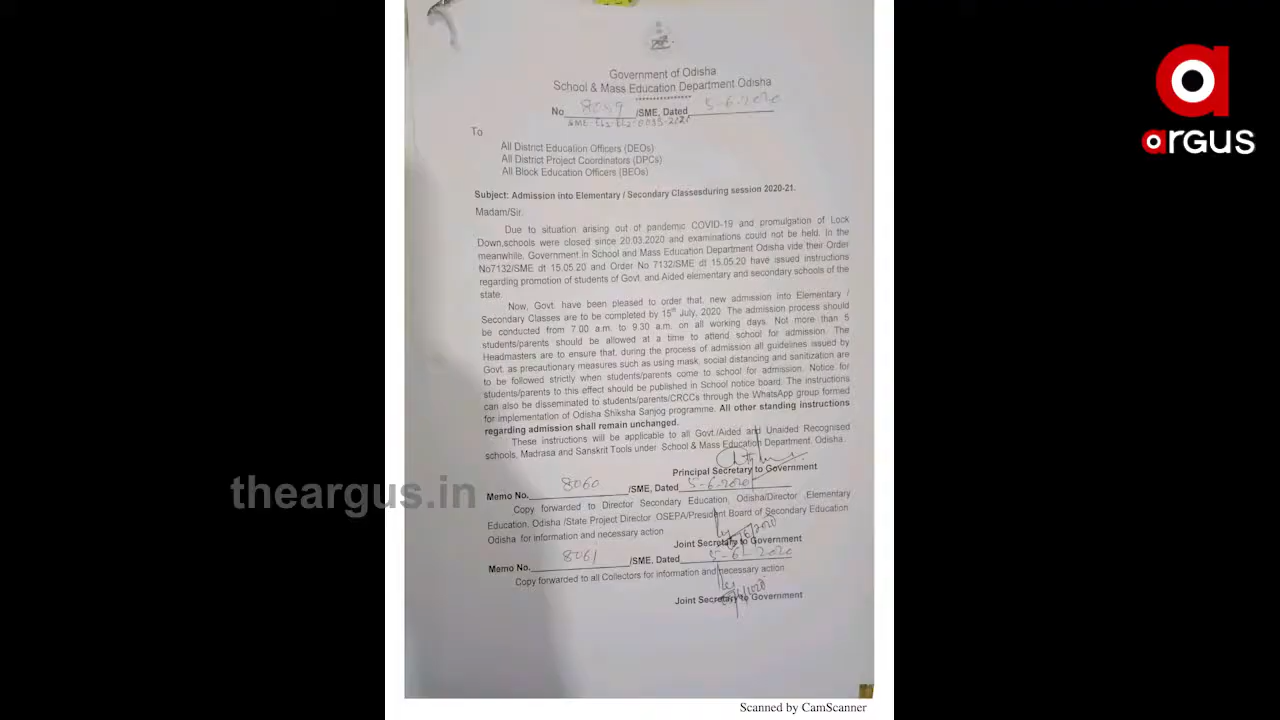 Government of Odisha
School & Mass Education Department Odisha
No 8059 /SME, Dated 5-6-2020
To
All District Education Officers (DEOs)
All District Project Coordinators (DPCs)
All Block Education Officers (BEOs)
Subject: Admission into Elementary / Secondary Classesduring session 2020-21.
Madam/Sir.
Due to situation arising out of pandemic COVID-19 and promulgation of Lock
Down,schools were closed since 20.03.2020 and examinations could not be held. In the
meanwhile. Government in School and Mass Education Department Odisha vide their Order
No7132/SME dt 15.05.20 and Order No 7132/SME dt 15.05.20 have issued instructions
regarding promotion of students of Govt. and Aided elementary and secondary schools of the
state.
Now, Govt. have been pleased to order that, new admission into Elementary /
Secondary Classes are to be completed by 15th July, 2020. The admission process should
be conducted from 7.00 a.m. to 9.30 a.m. on all working days. Not more than 5
students/parents should be allowed at a time to attend school for admission. The
Headmasters are to ensure that, during the process of admission all guidelines issued by
Govt. as precautionary measures such as using mask, social distancing and sanitization are
to be followed strictly when students/parents come to school for admission. Notice for
students/parents to this effect should be published in School notice board. The instructions
can also be disseminated to students/parents/CRCCs through the WhatsApp group formed
for implementation of Odisha Shiksha Sanjog programme. All other standing instructions
regarding admission shall remain unchanged.
These instructions will be applicable to all Govt./Aided and Unaided Recognised
schools, Madrasa and Sanskrit Tools under School & Mass Education Department, Odisha.
Principal Secretary to Government
Memo No. 8060 /SME, Dated 5-6-2020
Copy forwarded to Director Secondary Education, Odisha/Director Elementary
Education, Odisha /State Project Director OSEPA/President Board of Secondary Education
Odisha for information and necessary action
Joint Secretary to Government
Memo No. 8061 /SME, Dated 5-6-2020
Copy forwarded to all Collectors for information and necessary action
Joint Secretary to Government
Scanned by CamScanner
theargus.in
argus